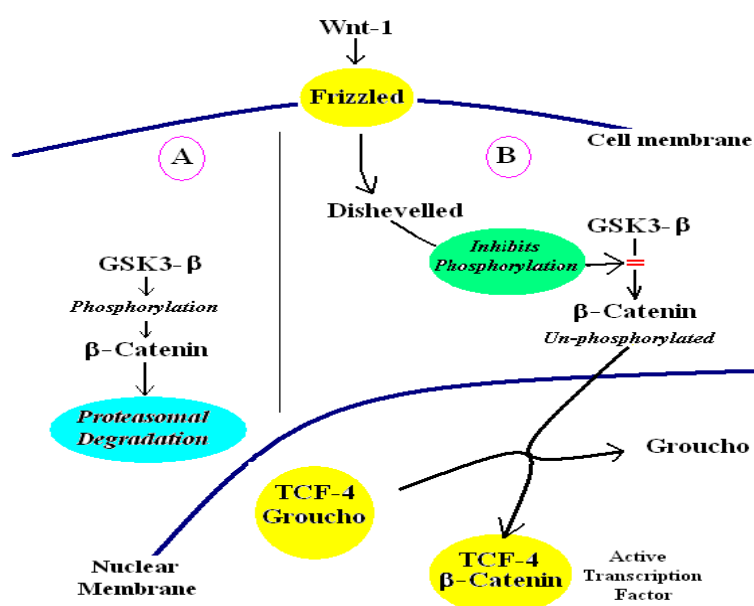 Wnt-1
Frizzled
A
B
Cell membrane
Dishevelled
GSK3-β
Inhibits
Phosphorylation
GSK3-β
Phosphorylation
β-Catenin
β-Catenin
Un-phosphorylated
Proteasomal
Degradation
Groucho
TCF-4
Groucho
Nuclear
Membrane
TCF-4
β-Catenin
Active
Transcription
Factor